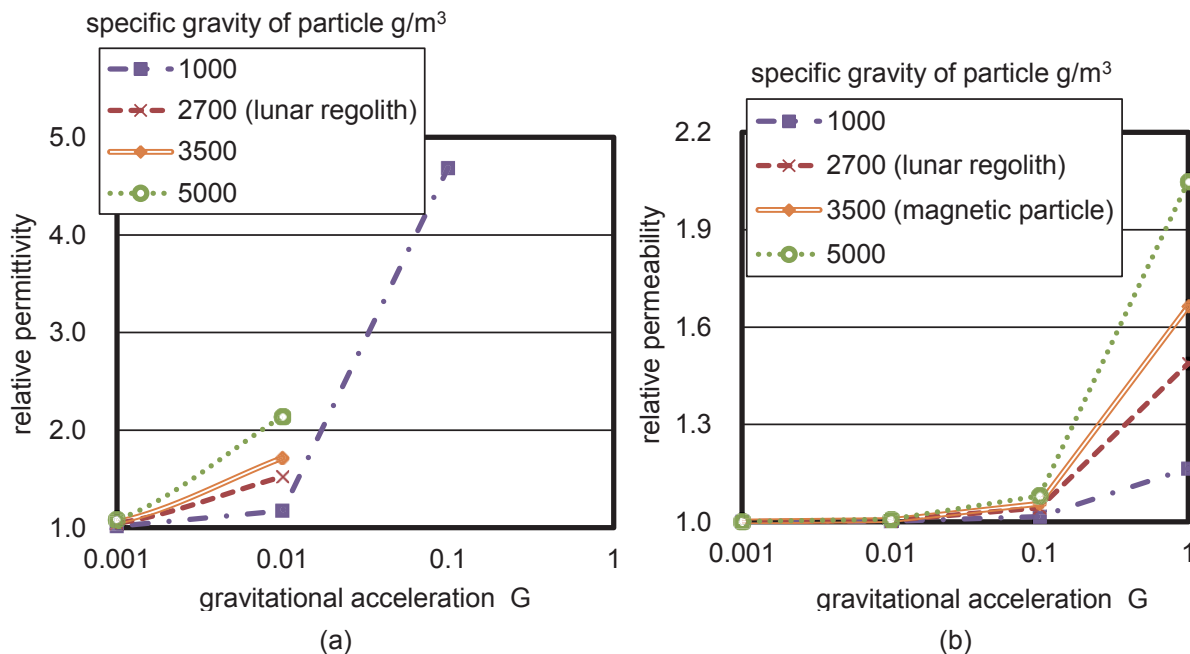 specific gravity of particle g/m³
1000
2700 (lunar regolith)
3500
5000
5.0
4.0
3.0
2.0
1.0
relative permittivity
0.001 0.01 0.1 1
gravitational acceleration G
(a)
specific gravity of particle g/m³
1000
2700 (lunar regolith)
3500 (magnetic particle)
5000
2.2
1.9
1.6
1.3
1.0
relative permeability
0.001 0.01 0.1 1
gravitational acceleration G
(b)